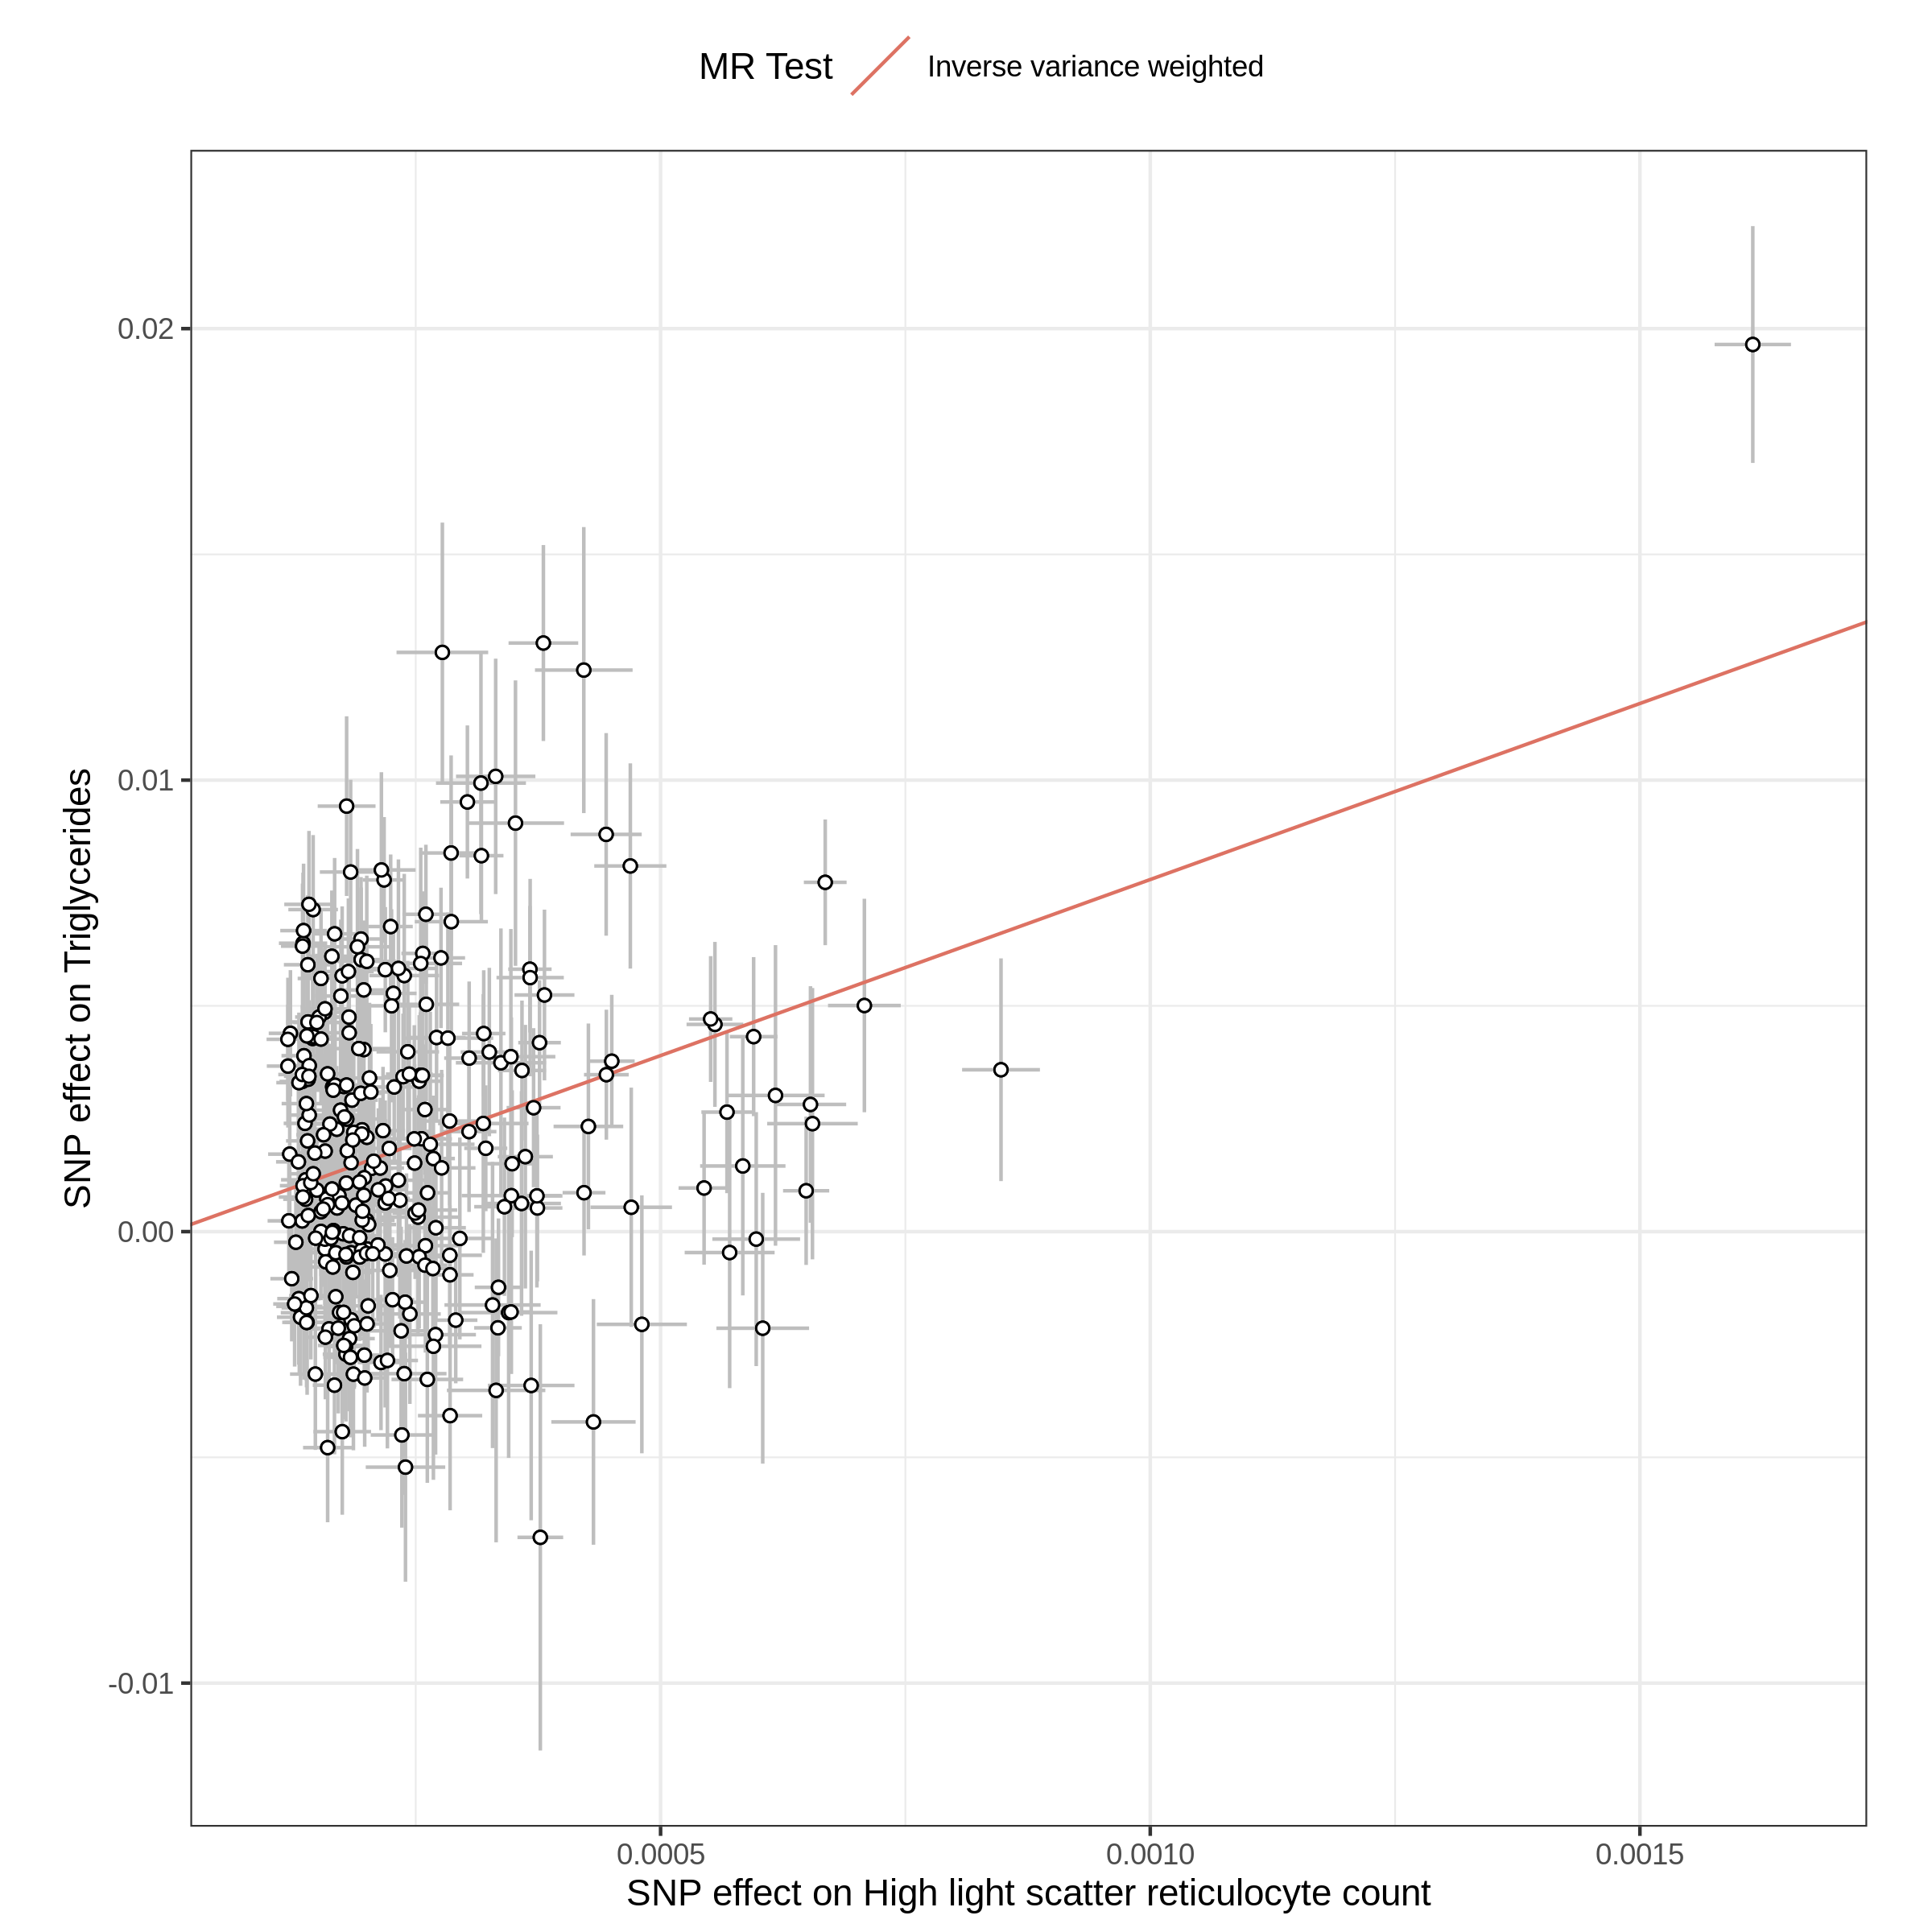 MR Test
Inverse variance weighted
SNP effect on Triglycerides
0.02
0.01
0.00
-0.01
0.0005
0.0010
0.0015
SNP effect on High light scatter reticulocyte count